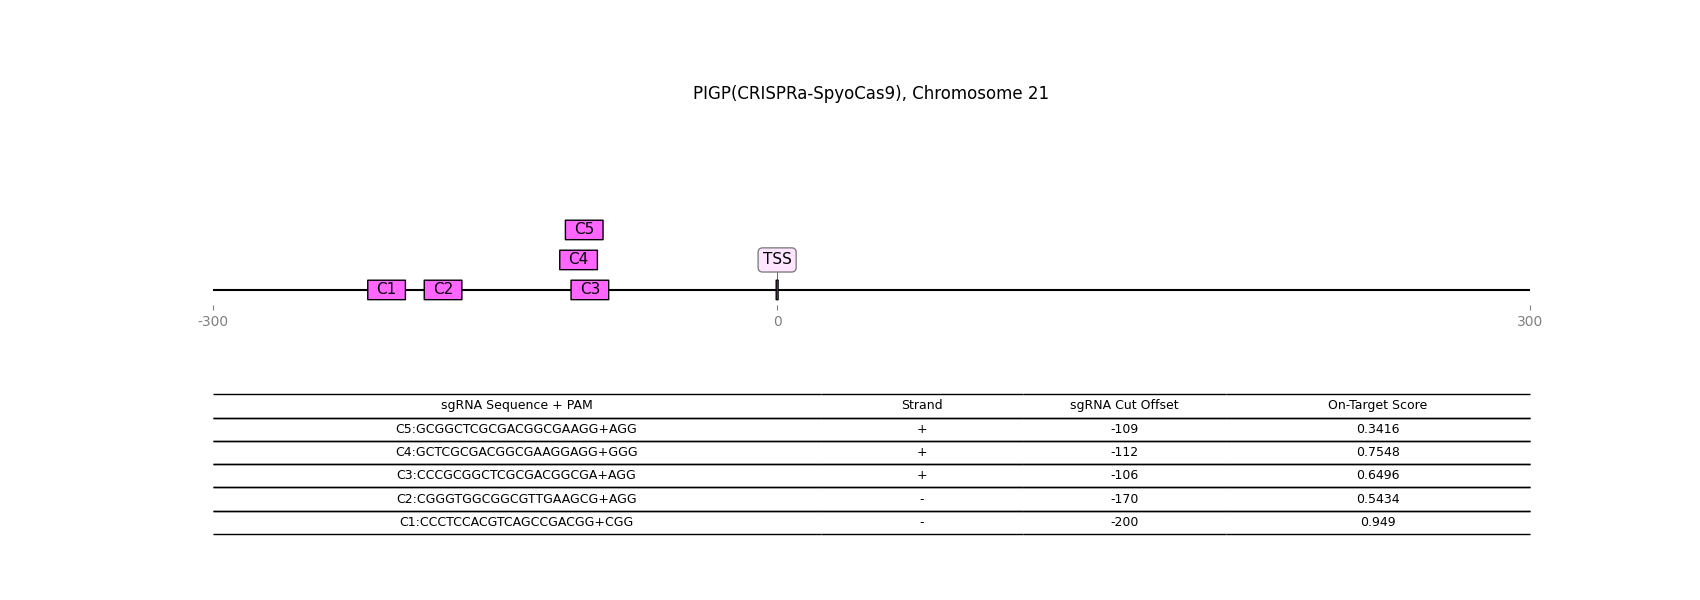 PIGP(CRISPRa-SpyoCas9), Chromosome 21
C5
C4 TSS
C1 C2 C3
-300 0 300
sgRNA Sequence + PAM Strand sgRNA Cut Offset On-Target Score
C5:GCGGCTCGCGACGGCGAAGG+AGG + -109 0.3416
C4:GCTCGCGACGGCGAAGGAGG+GGG + -112 0.7548
C3:CCCGCGGCTCGCGACGGCGA+AGG + -106 0.6496
C2:CGGGTGGCGGCGTTGAAGCG+AGG - -170 0.5434
C1:CCCTCCACGTCAGCCGACGG+CGG - -200 0.949